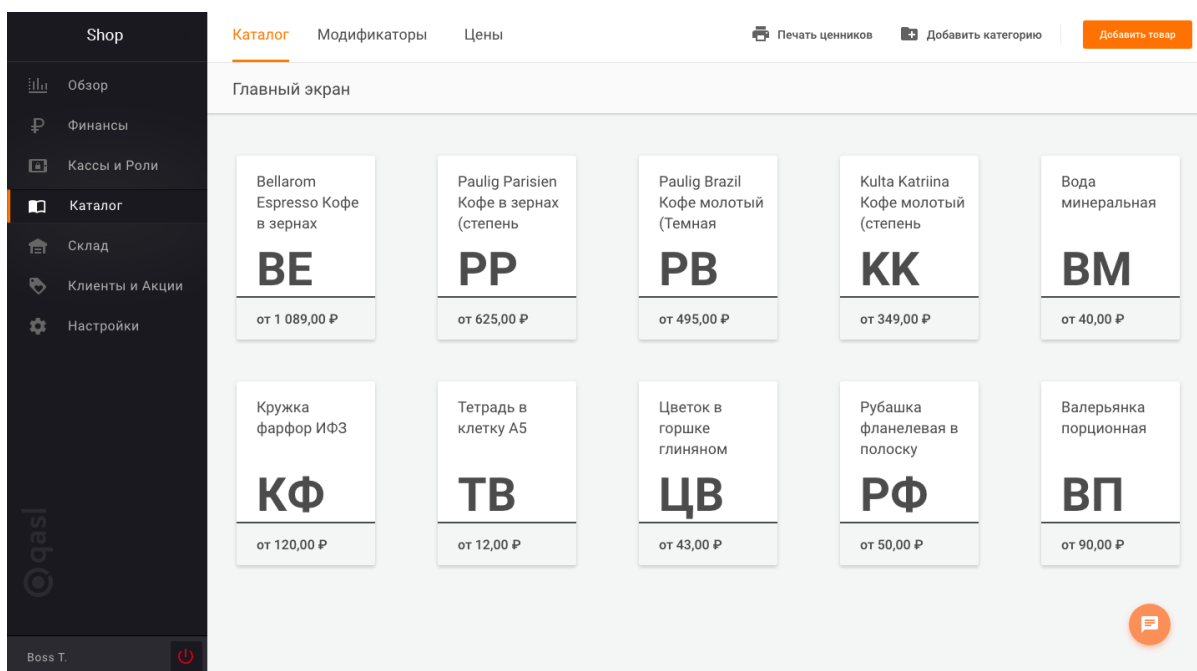 Shop
Каталог
Модификаторы
Цены
Печать ценников
Добавить категорию
Добавить товар
Обзор
Финансы
Кассы и Роли
Каталог
Склад
Клиенты и Акции
Настройки
qasl
Boss T.
Главный экран
Bellarom
Espresso Кофе
в зернах
BE
от 1 089,00 ₽
Paulig Parisien
Кофе в зернах
(степень
PP
от 625,00 ₽
Paulig Brazil
Кофе молотый
(Темная
PB
от 495,00 ₽
Kulta Katriina
Кофе молотый
(степень
KK
от 349,00 ₽
Вода
минеральная
ВМ
от 40,00 ₽
Кружка
фарфор ИФЗ
КФ
от 120,00 ₽
Тетрадь в
клетку А5
ТВ
от 12,00 ₽
Цветок в
горшке
глиняном
ЦВ
от 43,00 ₽
Рубашка
фланелевая в
полоску
РФ
от 50,00 ₽
Валерьянка
порционная
ВП
от 90,00 ₽